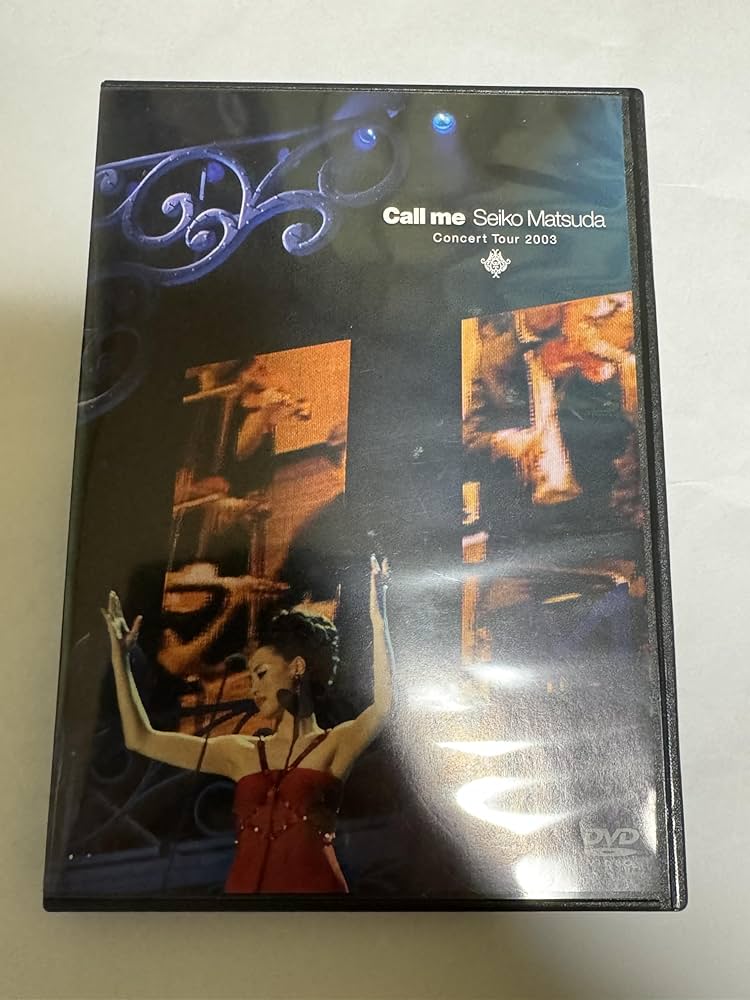 Call me Seiko Matsuda
Concert Tour 2003
DVD